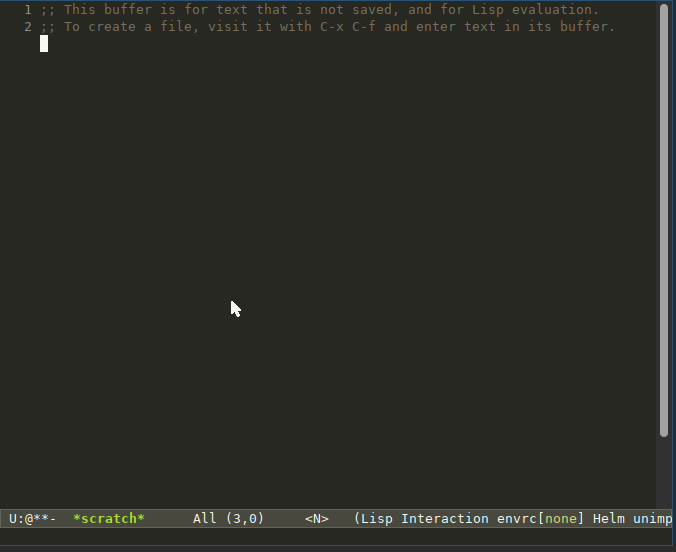 1 ;; This buffer is for text that is not saved, and for Lisp evaluation.
2 ;; To create a file, visit it with C-x C-f and enter text in its buffer.
U:@**-  *scratch*      All (3,0)     <N>   (Lisp Interaction envrc[none] Helm unimp